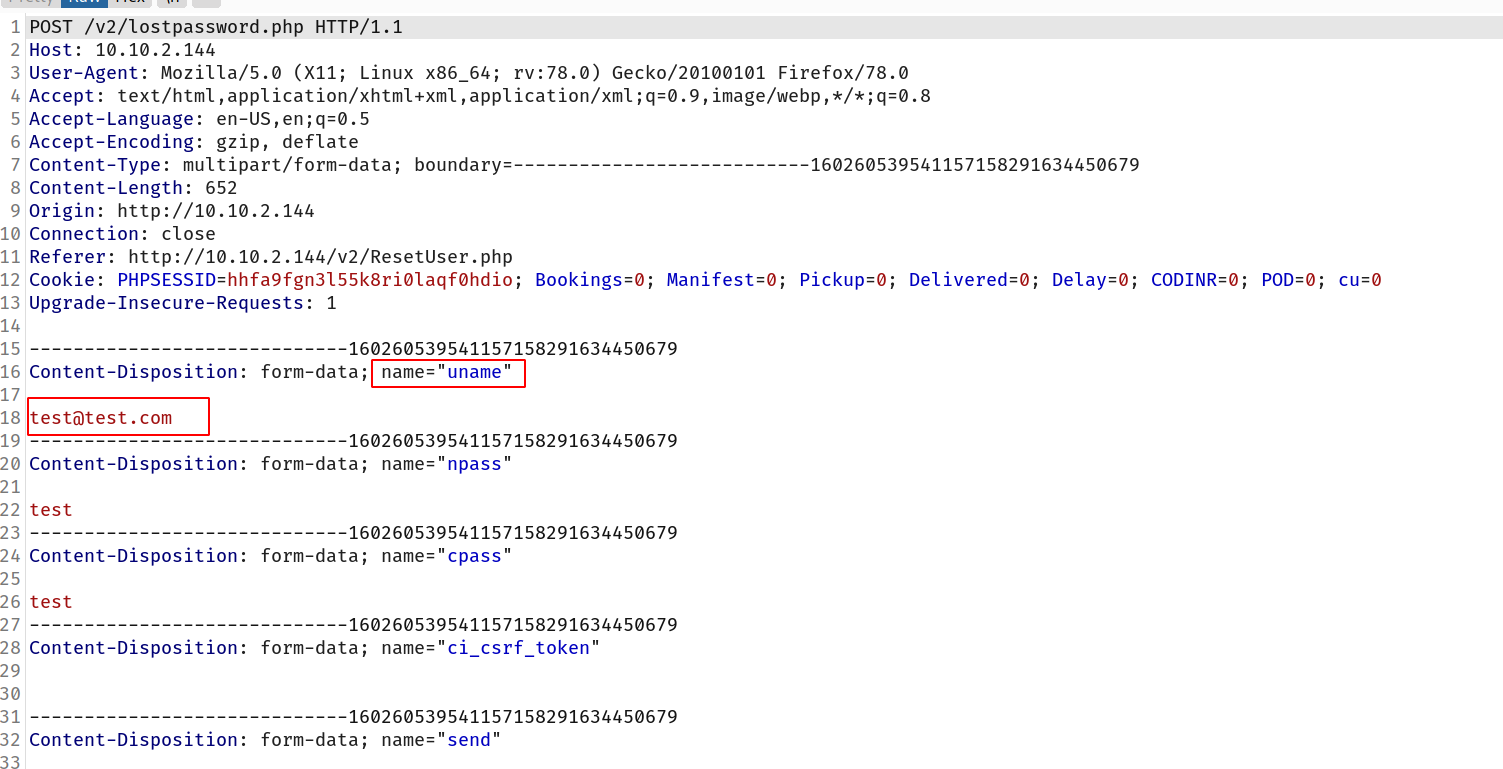 Pretty Raw Hex \n
1 POST /v2/lostpassword.php HTTP/1.1
2 Host: 10.10.2.144
3 User-Agent: Mozilla/5.0 (X11; Linux x86_64; rv:78.0) Gecko/20100101 Firefox/78.0
4 Accept: text/html,application/xhtml+xml,application/xml;q=0.9,image/webp,*/*;q=0.8
5 Accept-Language: en-US,en;q=0.5
6 Accept-Encoding: gzip, deflate
7 Content-Type: multipart/form-data; boundary=---------------------------160260539541157158291634450679
8 Content-Length: 652
9 Origin: http://10.10.2.144
10 Connection: close
11 Referer: http://10.10.2.144/v2/ResetUser.php
12 Cookie: PHPSESSID=hhfa9fgn3l55k8ri0laqf0hdio; Bookings=0; Manifest=0; Pickup=0; Delivered=0; Delay=0; CODINR=0; POD=0; cu=0
13 Upgrade-Insecure-Requests: 1
14
15 -----------------------------160260539541157158291634450679
16 Content-Disposition: form-data; name="uname"
17
18 test@test.com
19 -----------------------------160260539541157158291634450679
20 Content-Disposition: form-data; name="npass"
21
22 test
23 -----------------------------160260539541157158291634450679
24 Content-Disposition: form-data; name="cpass"
25
26 test
27 -----------------------------160260539541157158291634450679
28 Content-Disposition: form-data; name="ci_csrf_token"
29
30
31 -----------------------------160260539541157158291634450679
32 Content-Disposition: form-data; name="send"
33